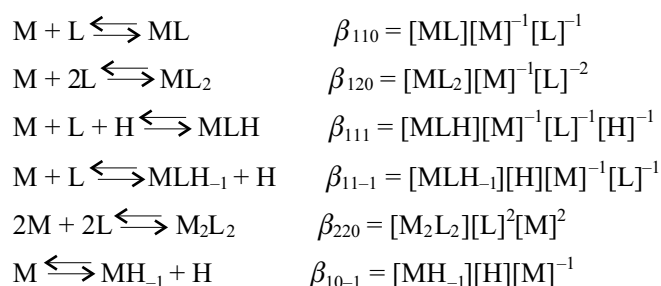 M + L ⇌ ML β₁₁₀ = [ML][M]⁻¹[L]⁻¹
M + 2L ⇌ ML₂ β₁₂₀ = [ML₂][M]⁻¹[L]⁻²
M + L + H ⇌ MLH β₁₁₁ = [MLH][M]⁻¹[L]⁻¹[H]⁻¹
M + L ⇌ MLH₋₁ + H β₁₁₋₁ = [MLH₋₁][H][M]⁻¹[L]⁻¹
2M + 2L ⇌ M₂L₂ β₂₂₀ = [M₂L₂][L]²[M]²
M ⇌ MH₋₁ + H β₁₀₋₁ = [MH₋₁][H][M]⁻¹